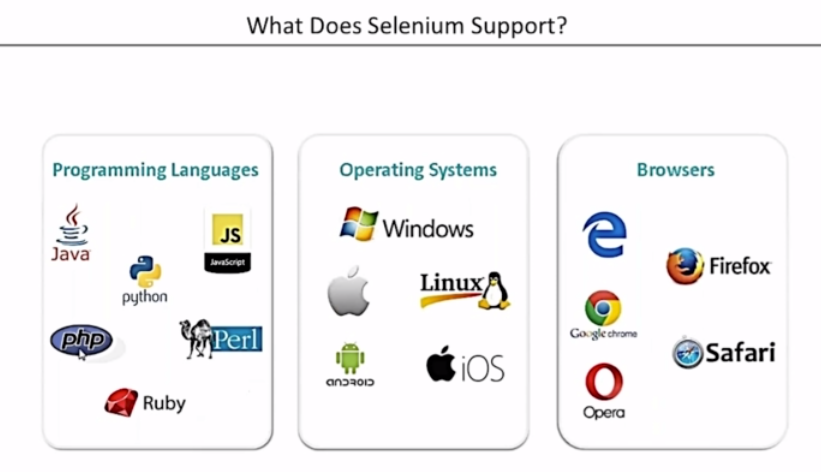 What Does Selenium Support?
Programming Languages
Java
JS
JavaScript
python
php
Perl
Ruby
Operating Systems
Windows
Linux
ANDROID
iOS
Browsers
Firefox
Google chrome
Safari
Opera